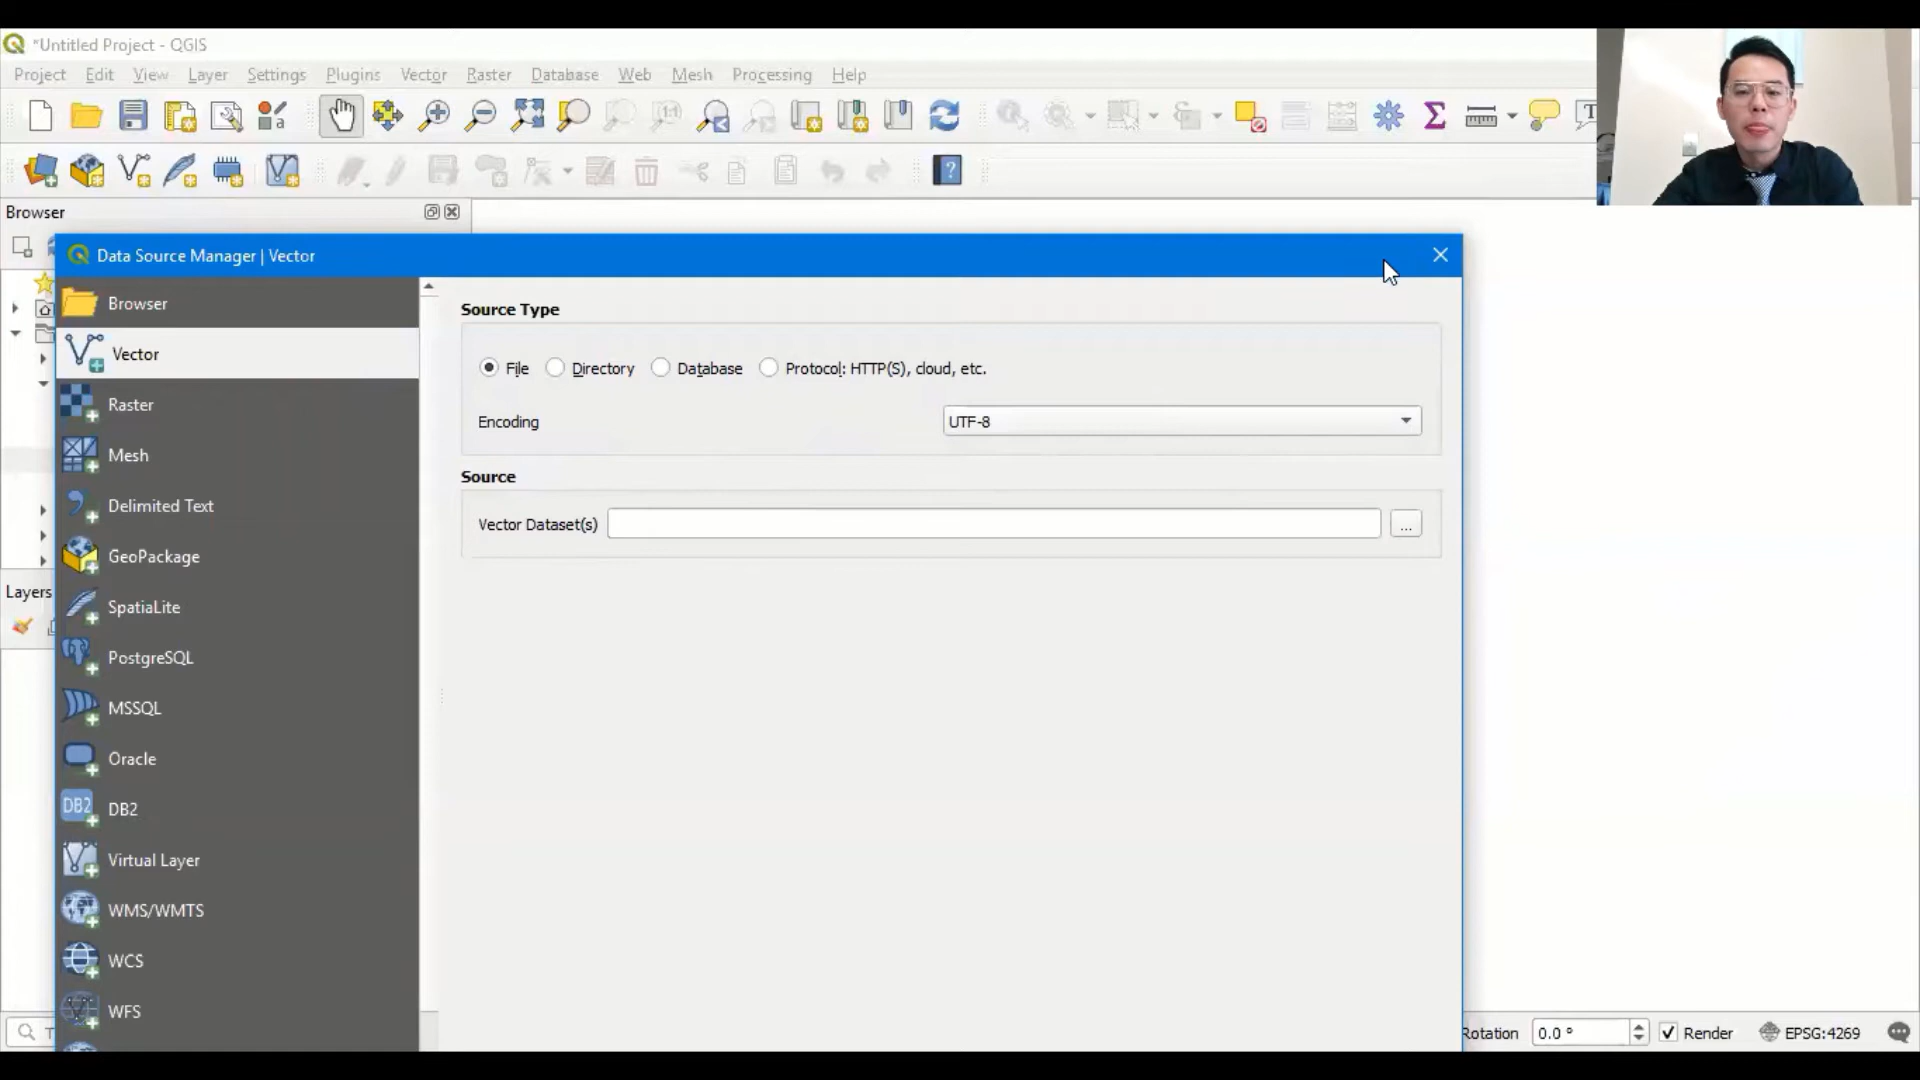 *Untitled Project - QGIS
Project Edit View Layer Settings Plugins Vector Raster Database Web Mesh Processing Help
Browser
Data Source Manager | Vector
Browser
Vector
Raster
Mesh
Delimited Text
GeoPackage
SpatiaLite
PostgreSQL
MSSQL
Oracle
DB2 DB2
Virtual Layer
WMS/WMTS
WCS
WFS
Source Type
File Directory Database Protocol: HTTP(S), cloud, etc.
Encoding UTF-8
Source
Vector Dataset(s) ...
Layers
Rotation 0.0 ° Render EPSG:4269